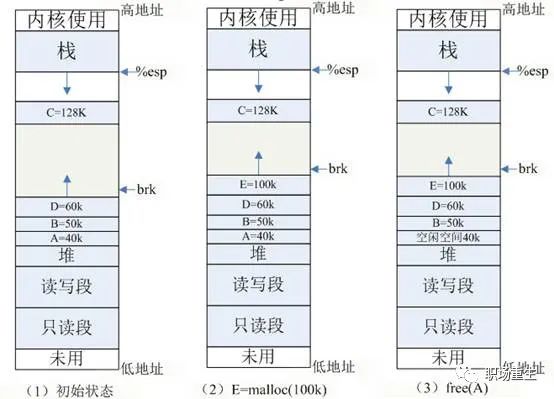 高地址
内核使用
栈
%esp
C=128K
brk
D=60k
B=50k
A=40k
堆
读写段
只读段
未用
低地址
(1)初始状态
高地址
内核使用
栈
%esp
C=128K
brk
E=100k
D=60k
B=50k
A=40k
堆
读写段
只读段
未用
低地址
(2)E=malloc(100k)
高地址
内核使用
栈
%esp
C=128K
brk
E=100k
D=60k
B=50k
空闲空间40k
堆
读写段
只读段
未用
低地址
(3)free(A)
职场重生